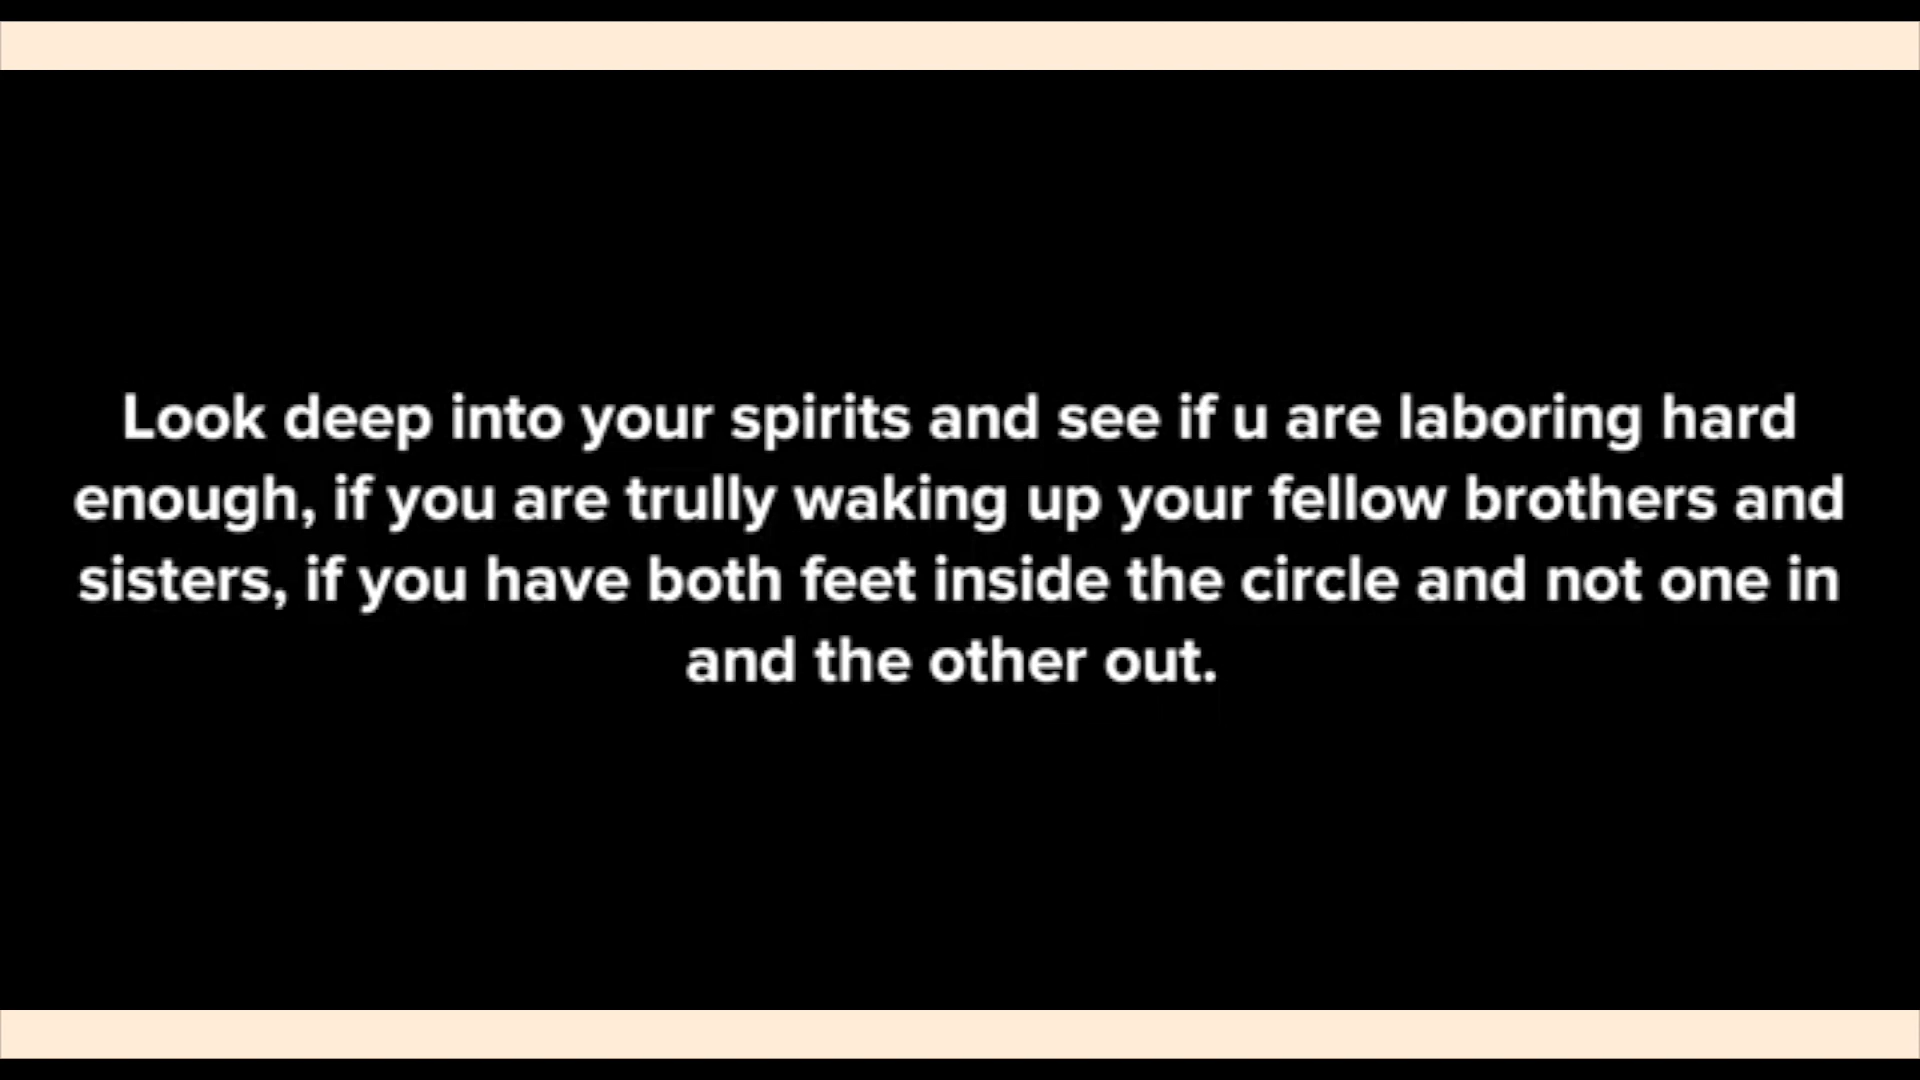 Look deep into your spirits and see if u are laboring hard
enough, if you are trully waking up your fellow brothers and
sisters, if you have both feet inside the circle and not one in
and the other out.